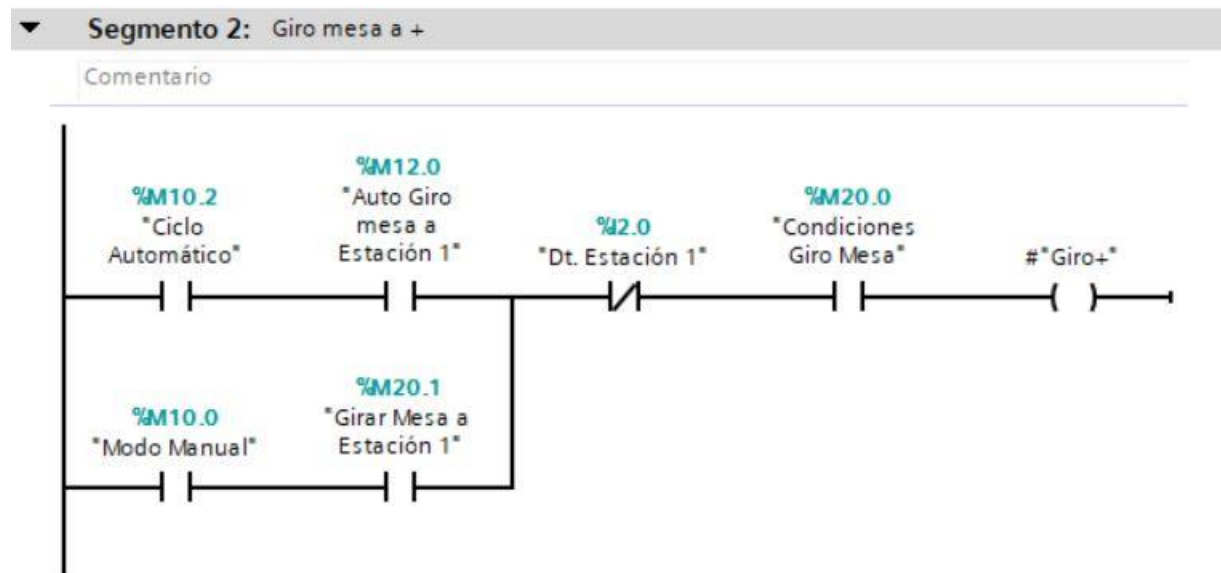 Segmento 2: Giro mesa a +
Comentario
%M10.2
"Ciclo
Automático"
%M12.0
"Auto Giro
mesa a
Estación 1"
%I2.0
"Dt. Estación 1"
%M20.0
"Condiciones
Giro Mesa"
#"Giro+"
%M10.0
"Modo Manual"
%M20.1
"Girar Mesa a
Estación 1"